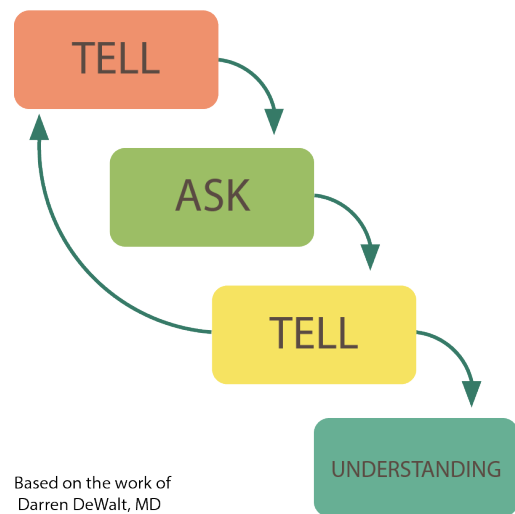 TELL
ASK
TELL
UNDERSTANDING
Based on the work of
Darren DeWalt, MD